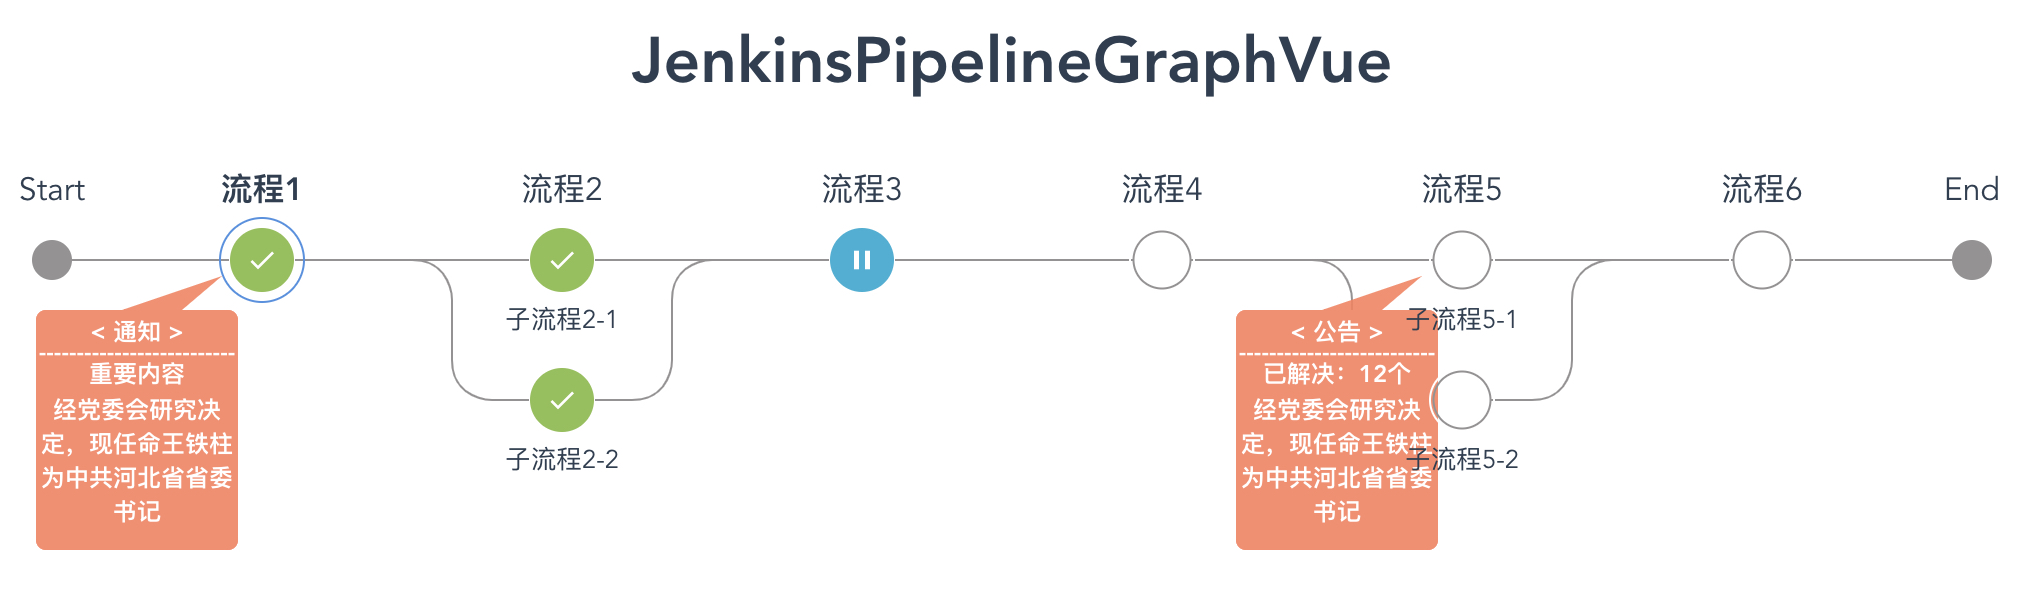 JenkinsPipelineGraphVue
Start
流程1
流程2
流程3
流程4
流程5
流程6
End
子流程2-1
子流程5-1
< 通知 >
--------------------------
重要内容
经党委会研究决
定，现任命王铁柱
为中共河北省省委
书记
子流程2-2
< 公告 >
--------------------------
已解决：12个
经党委会研究决
定，现任命王铁柱
为中共河北省省委
书记
子流程5-2